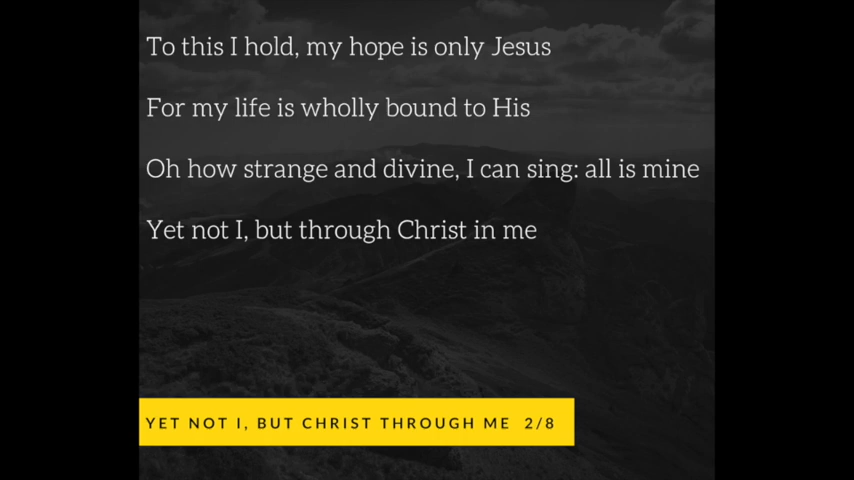 To this I hold, my hope is only Jesus
For my life is wholly bound to His
Oh how strange and divine, I can sing: all is mine
Yet not I, but through Christ in me
YET NOT I, BUT CHRIST THROUGH ME 2/8